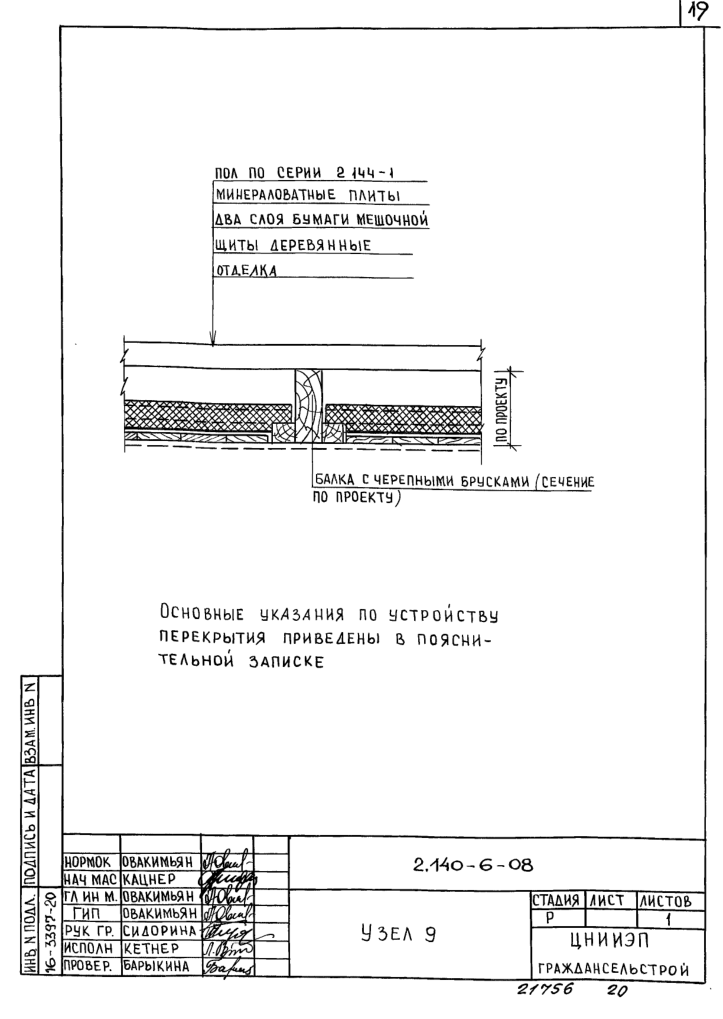 19
ПОЛ ПО СЕРИИ 2 144-1
МИНЕРАЛОВАТНЫЕ ПЛИТЫ
ДВА СЛОЯ БУМАГИ МЕШОЧНОЙ
ЩИТЫ ДЕРЕВЯННЫЕ
ОТДЕЛКА
ПО ПРОЕКТУ
БАЛКА С ЧЕРЕПНЫМИ БРУСКАМИ (СЕЧЕНИЕ
ПО ПРОЕКТУ)
ОСНОВНЫЕ УКАЗАНИЯ ПО УСТРОЙСТВУ
ПЕРЕКРЫТИЯ ПРИВЕДЕНЫ В ПОЯСНИ-
ТЕЛЬНОЙ ЗАПИСКЕ
ВЗАМ. ИНВ N
ПОДПИСЬ И ДАТА
ИНВ. N ПОДЛ.
16-3397-20
НОРМОК ОВАКИМЬЯН
НАЧ МАС КАЦНЕР
ГЛ ИН М. ОВАКИМЬЯН
ГИП ОВАКИМЬЯН
РУК ГР. СИДОРИНА
ИСПОЛН КЕТНЕР
ПРОВЕР. БАРЫКИНА
2.140-6-08
УЗЕЛ 9
СТАДИЯ ЛИСТ ЛИСТОВ
Р 1
ЦНИИЭП
ГРАЖДАНСЕЛЬСТРОЙ
21756 20